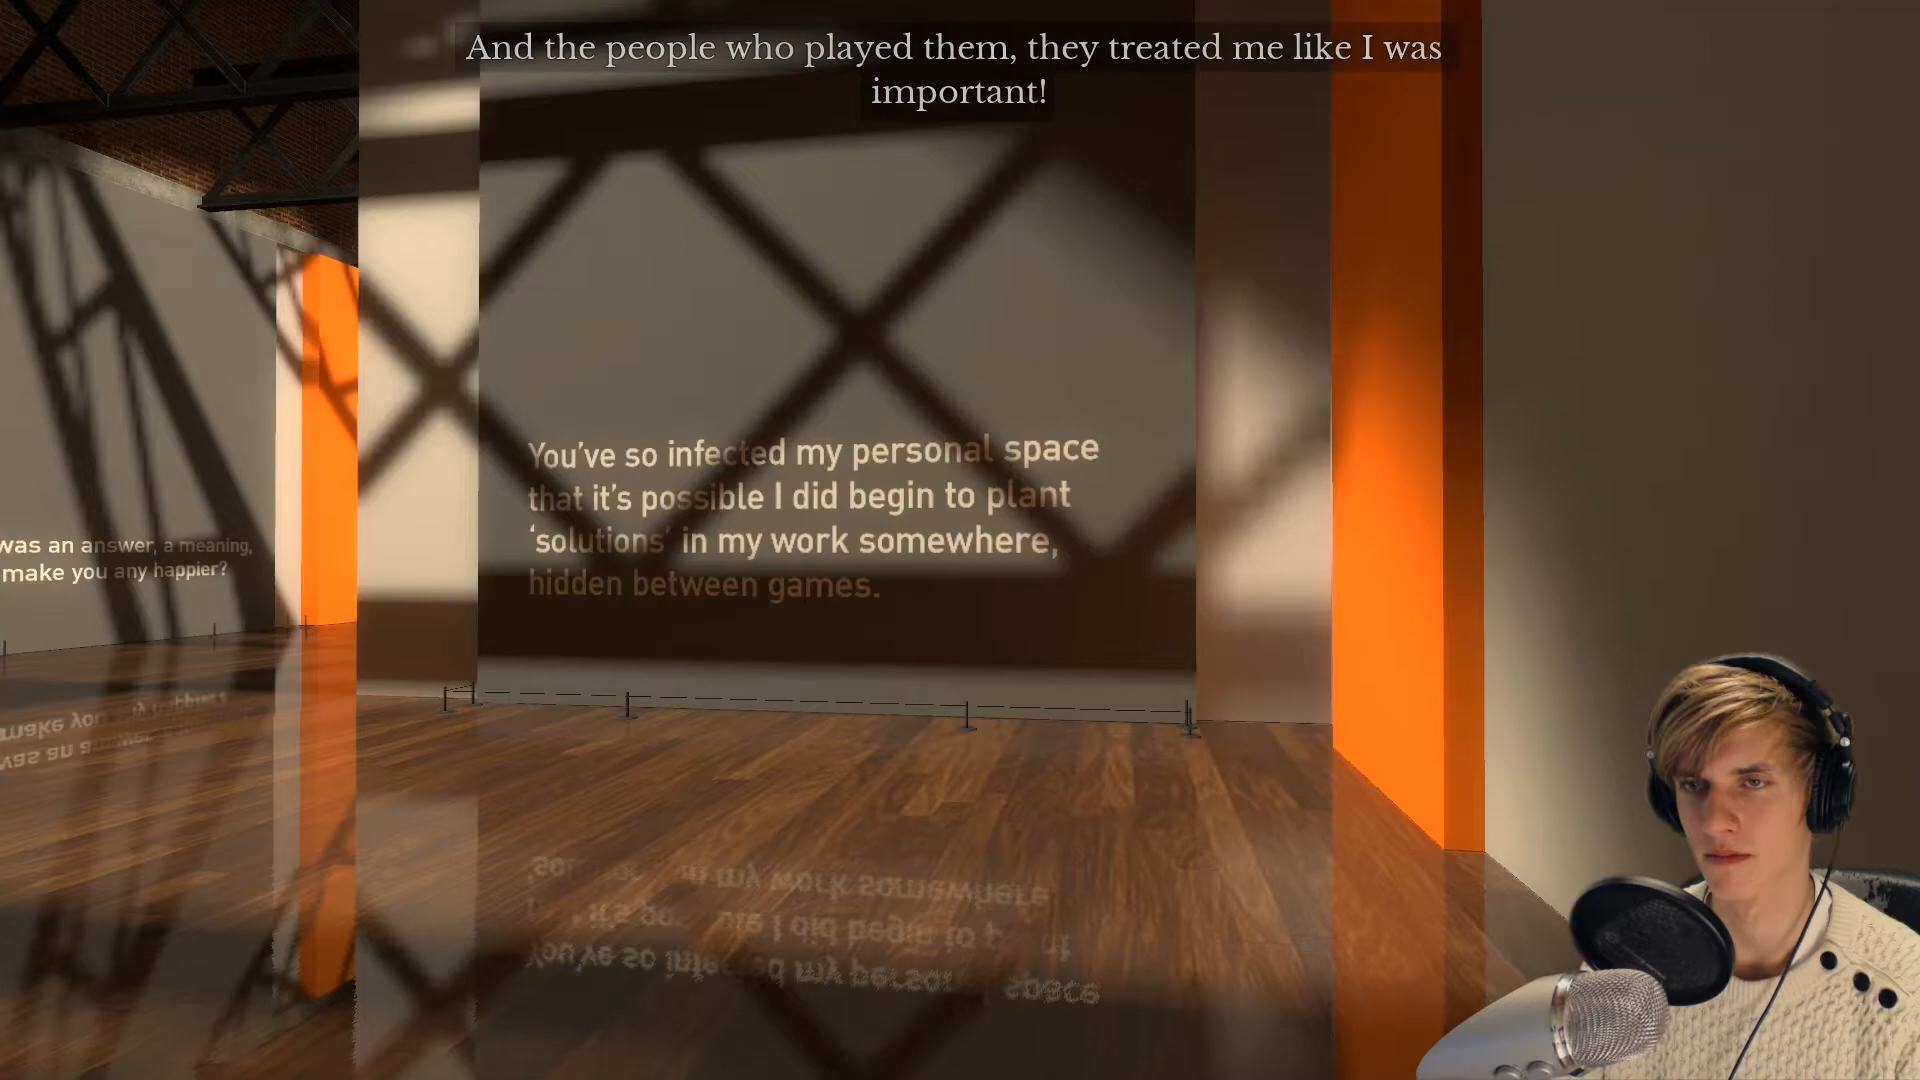 And the people who played them, they treated me like I was
important!
was an answer, a meaning,
make you any happier?
You've so infected my personal space
that it's possible I did begin to plant
'solutions' in my work somewhere,
hidden between games.